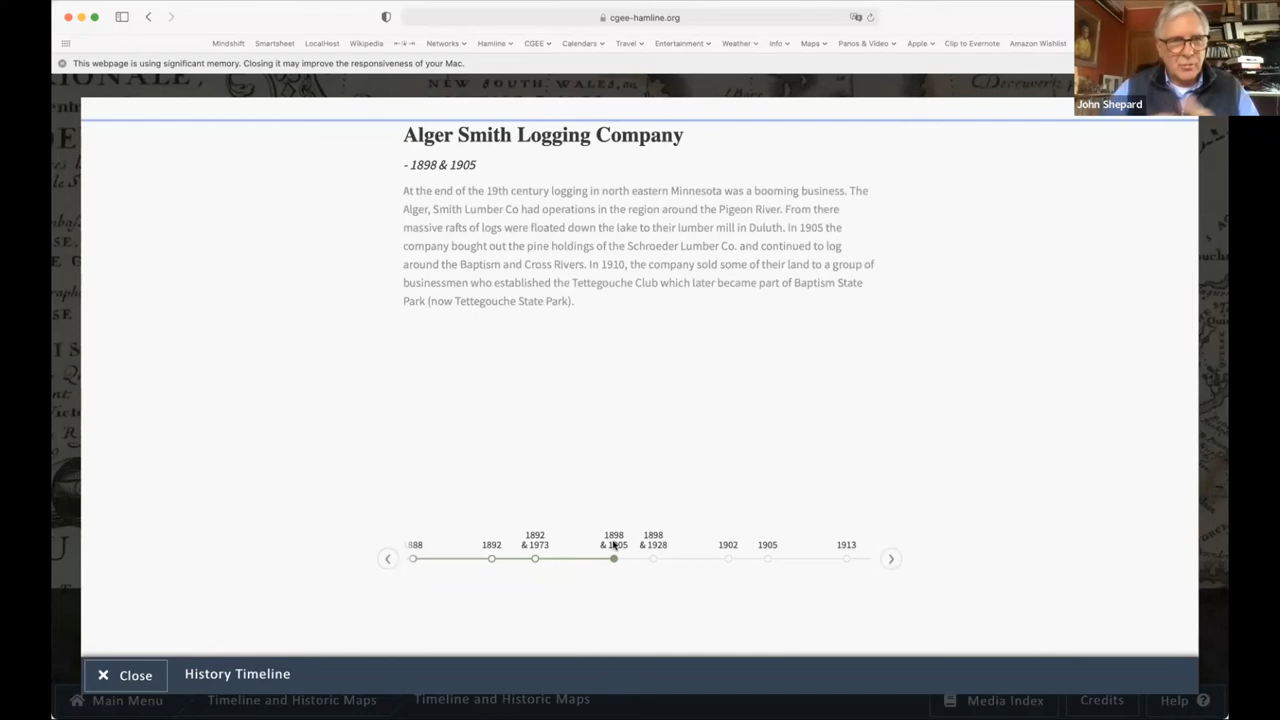 cgee-hamline.org
Mindshift Smartsheet LocalHost Wikipedia Networks Hamline CGEE Calendars Travel Entertainment Weather Info Maps Panos & Video Apple Clip to Evernote Amazon Wishlist
This webpage is using significant memory. Closing it may improve the responsiveness of your Mac.
NEW SOUTH WALES,
John Shepard
Alger Smith Logging Company
- 1898 & 1905
At the end of the 19th century logging in north eastern Minnesota was a booming business. The
Alger, Smith Lumber Co had operations in the region around the Pigeon River. From there
massive rafts of logs were floated down the lake to their lumber mill in Duluth. In 1905 the
company bought out the pine holdings of the Schroeder Lumber Co. and continued to log
around the Baptism and Cross Rivers. In 1910, the company sold some of their land to a group of
businessmen who established the Tettegouche Club which later became part of Baptism State
Park (now Tettegouche State Park).
1892 1898 1898
888 1892 & 1973 & 1905 & 1928 1902 1905 1913
Close History Timeline
Main Menu Timeline and Historic Maps Timeline and Historic Maps Media Index Credits Help ?